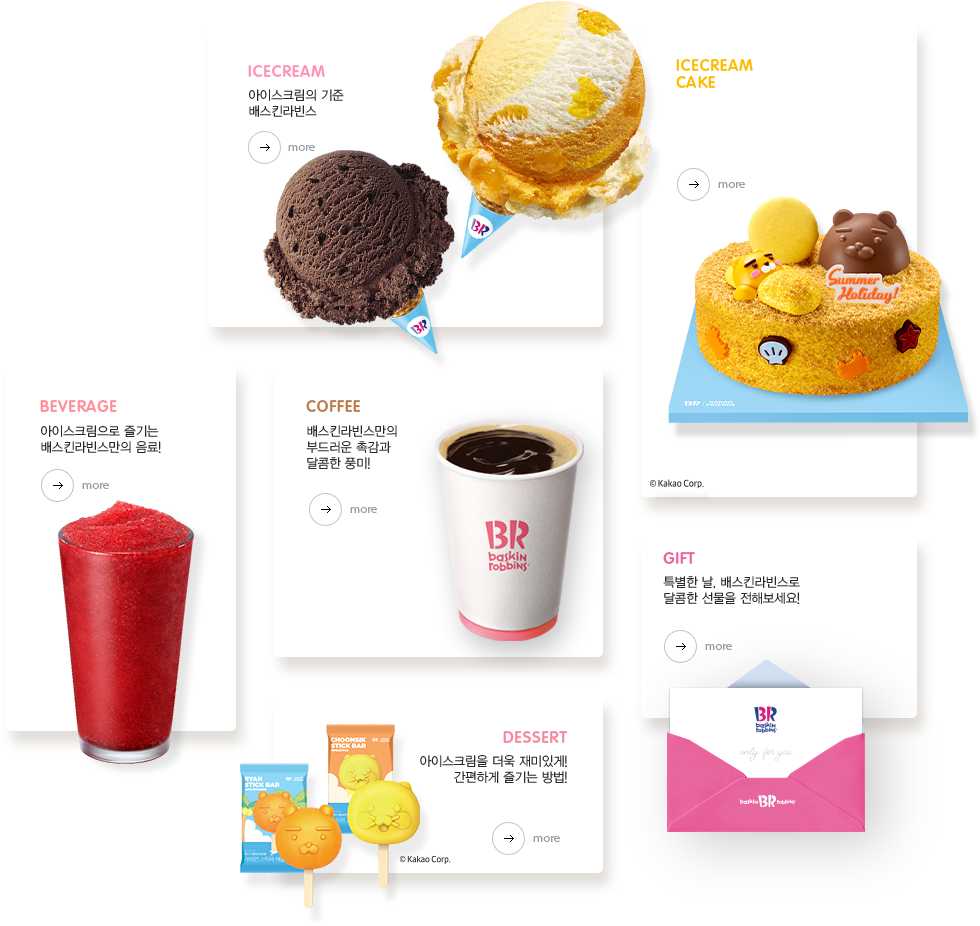 ICECREAM
아이스크림의 기준
배스킨라빈스
more
BR
BR
ICECREAM
CAKE
more
Summer
Holiday!
BR
© Kakao Corp.
BEVERAGE
아이스크림으로 즐기는
배스킨라빈스만의 음료!
more
COFFEE
배스킨라빈스만의
부드러운 촉감과
달콤한 풍미!
more
BR
baskin
robbins
GIFT
특별한 날, 배스킨라빈스로
달콤한 선물을 전해보세요!
more
BR
baskin
robbins
only for you
baskin BR robbins
DESSERT
아이스크림을 더욱 재미있게!
간편하게 즐기는 방법!
more
CHOONSIK
STICK BAR
RYAN
STICK BAR
© Kakao Corp.